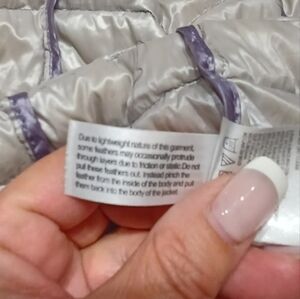 Due to lightweight nature of this garment,
some feathers may occasionally protrude
through layers due to friction or static.Do not
pull these feathers out. Instead pinch the
feather from the inside of the body and pull
them back into the body of the jacket.